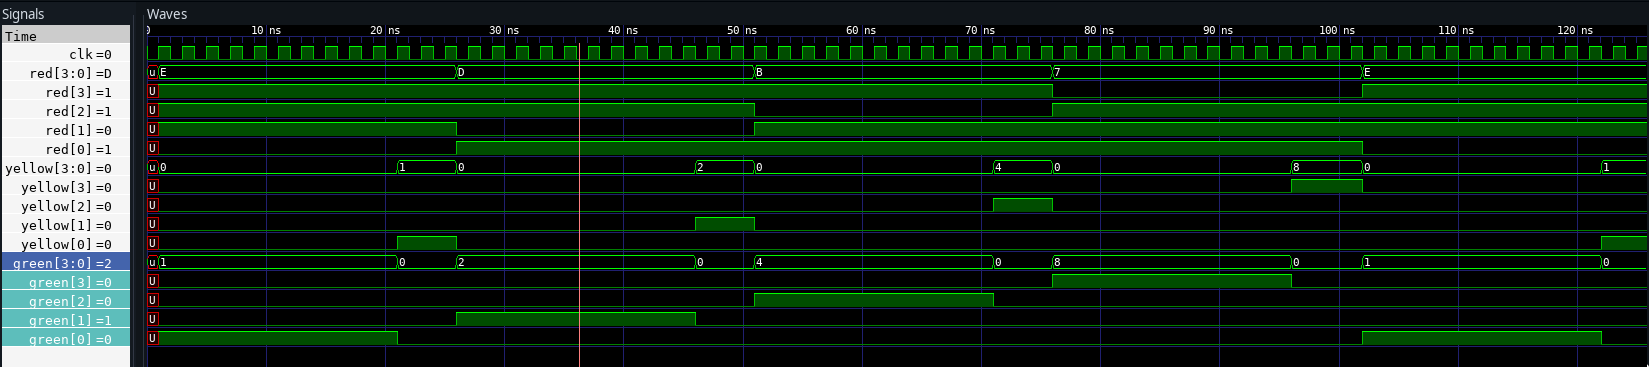 Signals Waves
Time 0 10 ns 20 ns 30 ns 40 ns 50 ns 60 ns 70 ns 80 ns 90 ns 100 ns 110 ns 120 ns
clk=0
red[3:0]=D u E D B 7 E
red[3]=1 U
red[2]=1 U
red[1]=0 U
red[0]=1 U
yellow[3:0]=0 u 0 1 0 2 0 4 0 8 0 1
yellow[3]=0 U
yellow[2]=0 U
yellow[1]=0 U
yellow[0]=0 U
green[3:0]=2 u 1 0 2 0 4 0 8 0 1 0
green[3]=0 U
green[2]=0 U
green[1]=1 U
green[0]=0 U